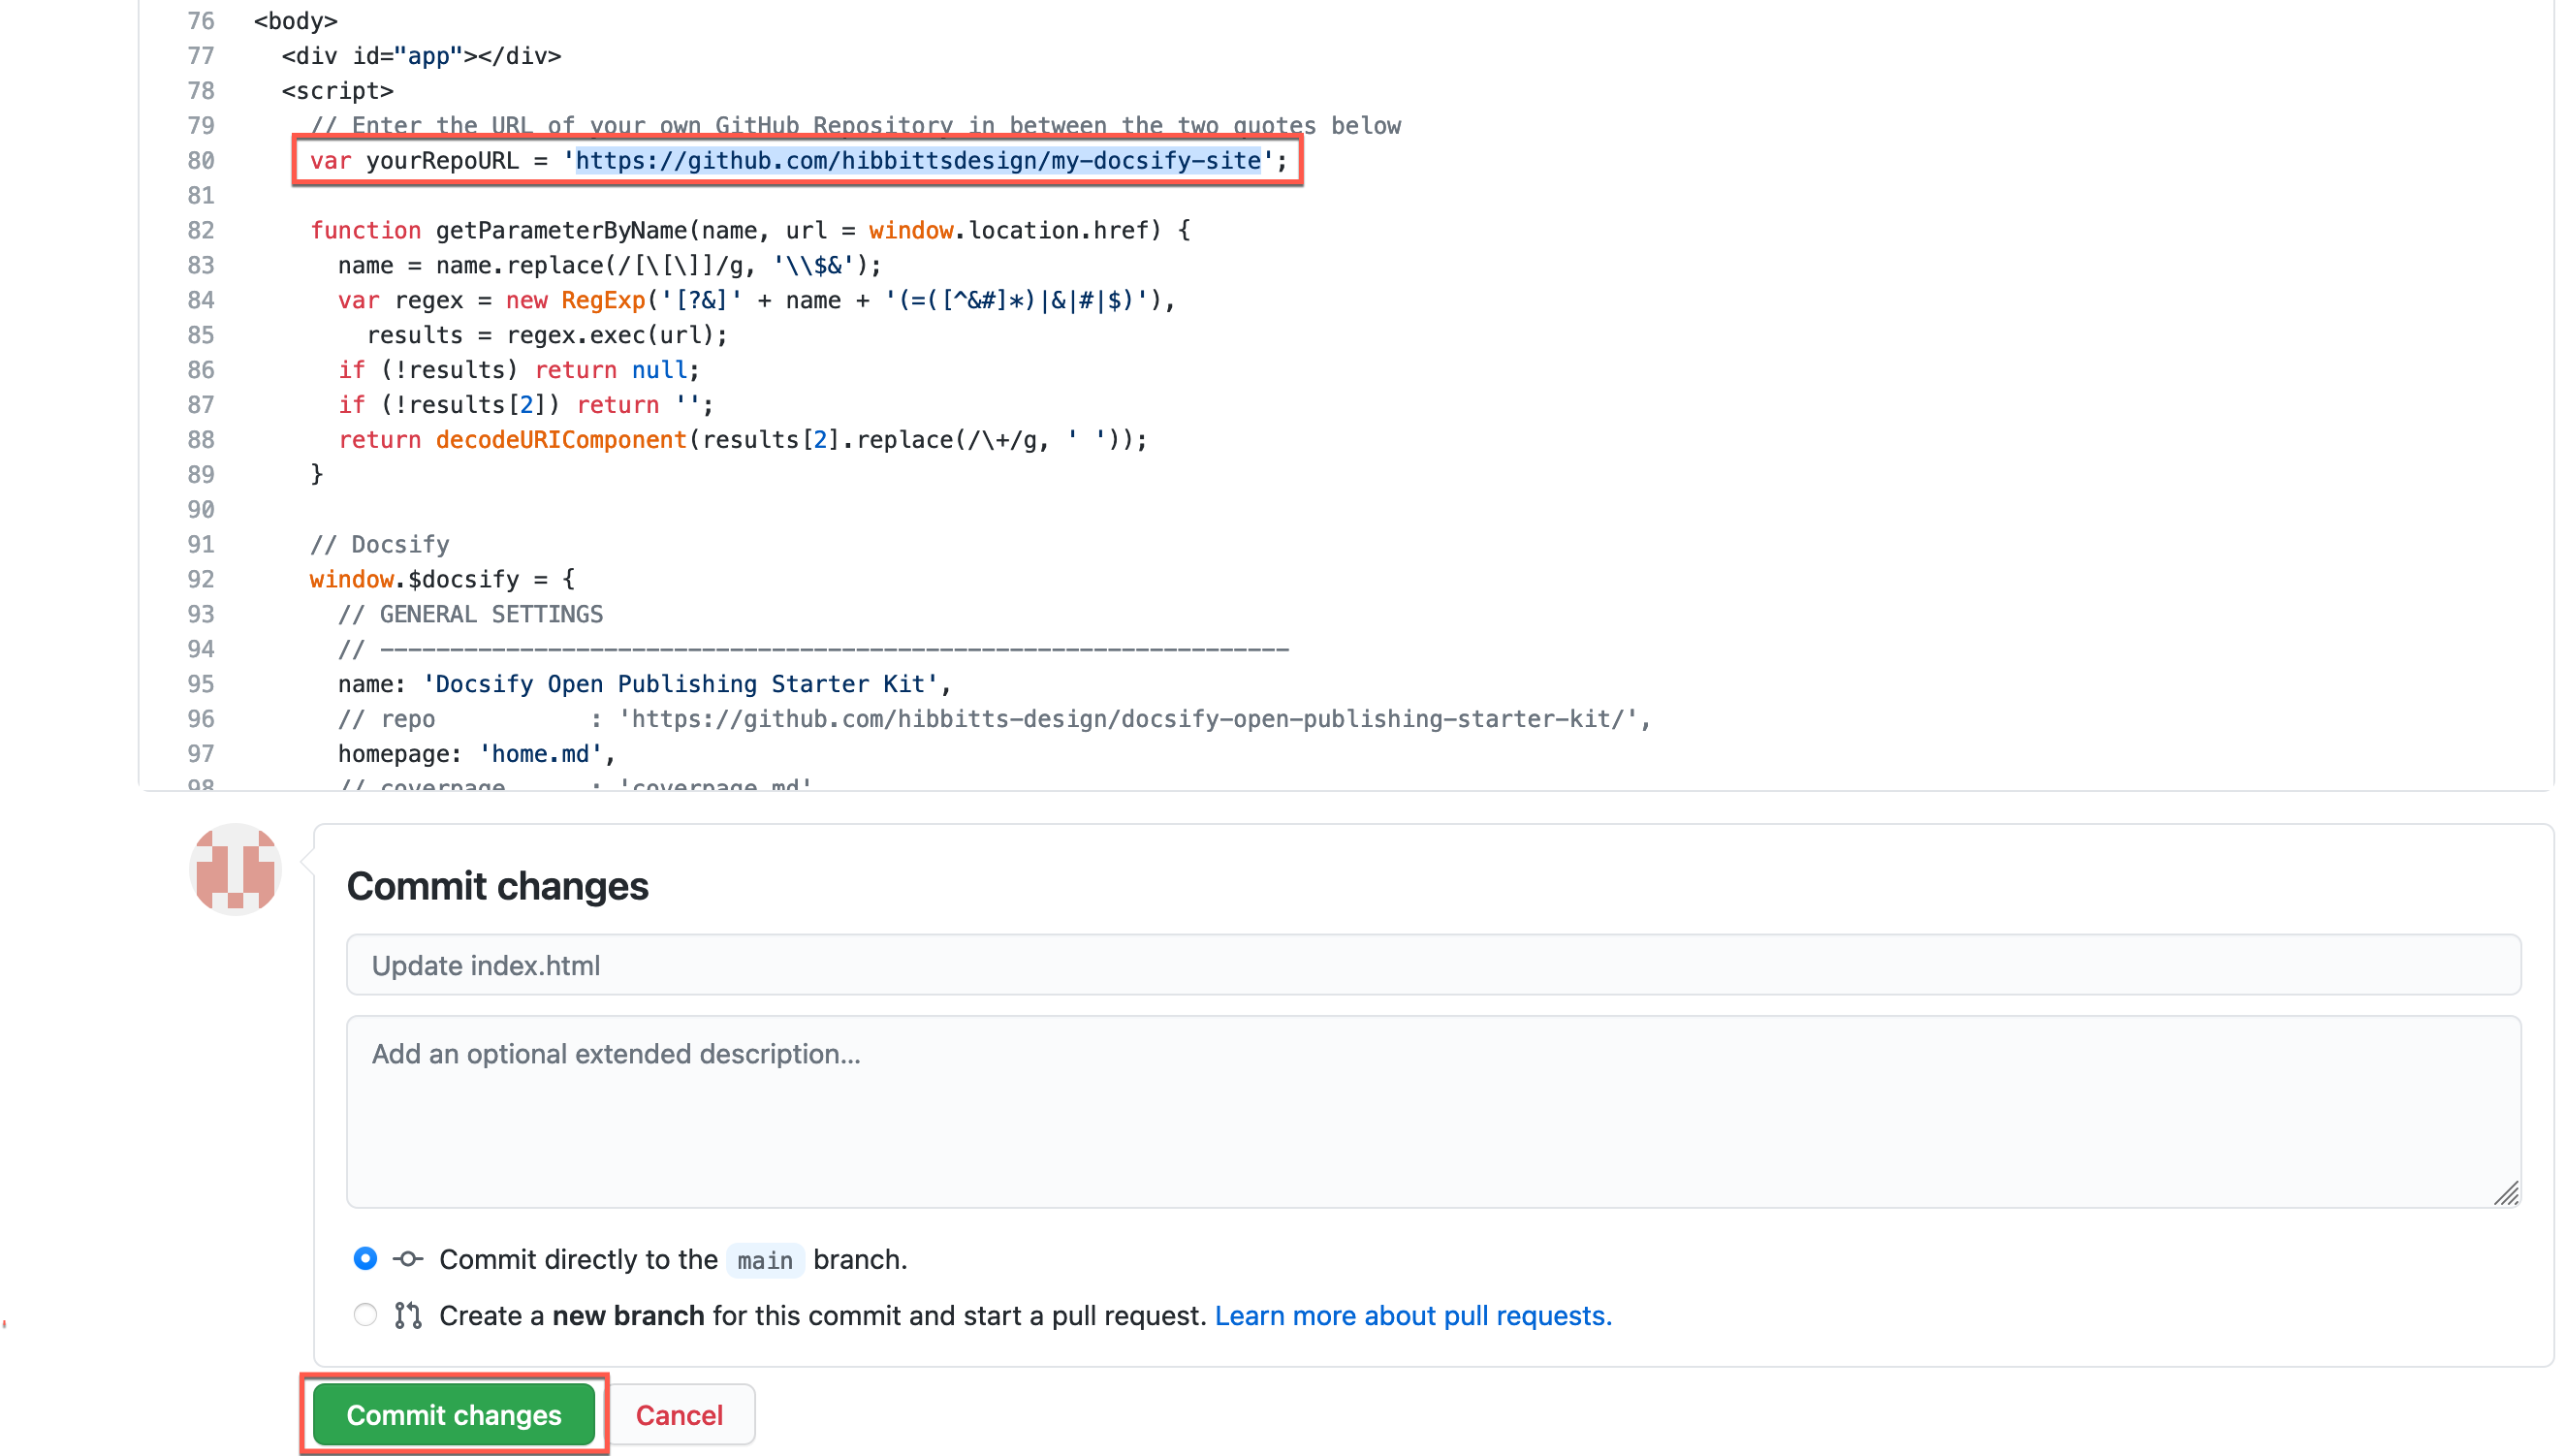 76 <body>
77 <div id="app"></div>
78 <script>
79 // Enter the URL of your own GitHub Repository in between the two quotes below
80 var yourRepoURL = 'https://github.com/hibbittsdesign/my-docsify-site';
81
82 function getParameterByName(name, url = window.location.href) {
83 name = name.replace(/[\[\]]/g, '\\$&');
84 var regex = new RegExp('[?&]' + name + '(=([^&#]*)|&|#|$)'),
85 results = regex.exec(url);
86 if (!results) return null;
87 if (!results[2]) return '';
88 return decodeURIComponent(results[2].replace(/\+/g, ' '));
89 }
90
91 // Docsify
92 window.$docsify = {
93 // GENERAL SETTINGS
94 // -----------------------------------------------------------------
95 name: 'Docsify Open Publishing Starter Kit',
96 // repo : 'https://github.com/hibbitts-design/docsify-open-publishing-starter-kit/',
97 homepage: 'home.md',
98 // coverpage : 'coverpage.md'
Commit changes
Update index.html
Add an optional extended description...
Commit directly to the main branch.
Create a new branch for this commit and start a pull request. Learn more about pull requests.
Commit changes Cancel